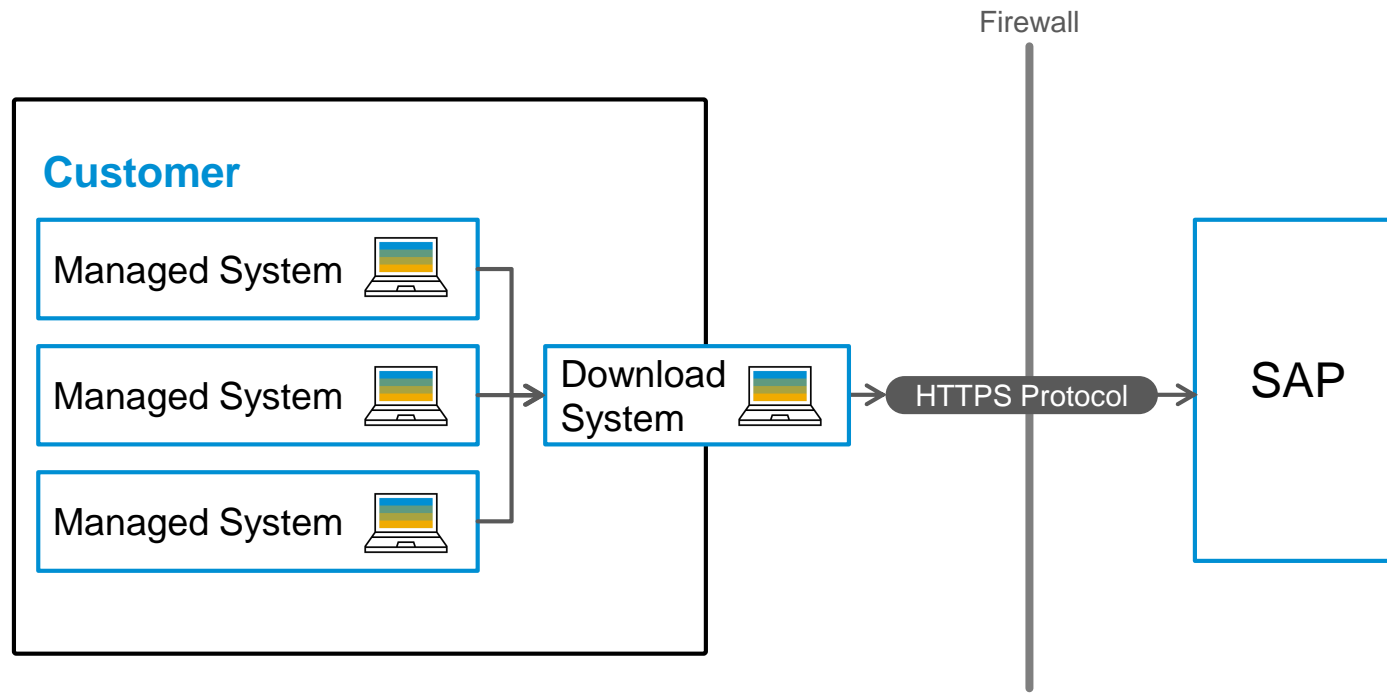 Firewall
Customer
Managed System
Managed System
Managed System
Download
System
HTTPS Protocol
SAP